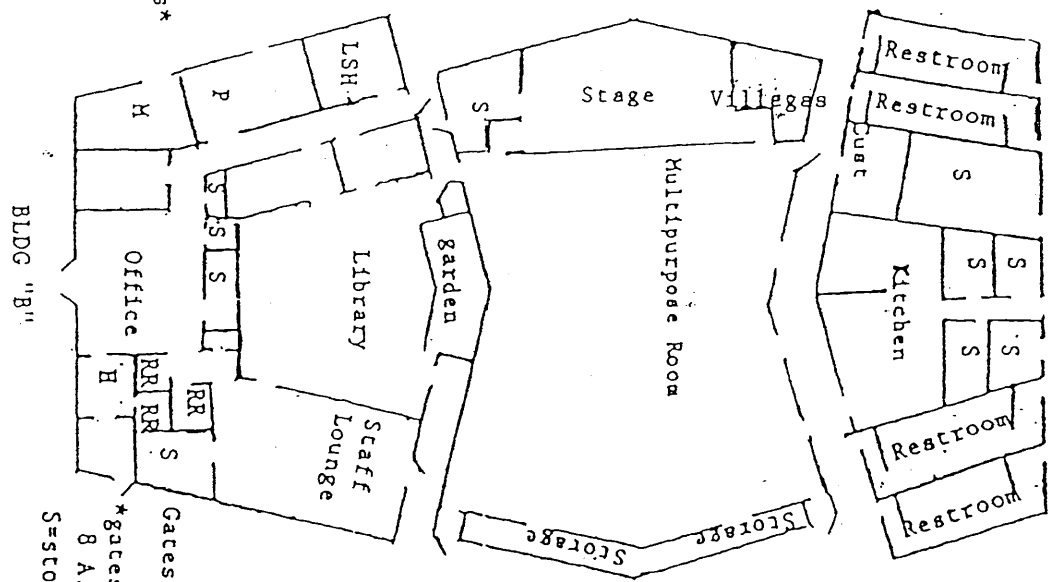 s*
LSH
P
M
S
Stage
Villegas
Restroom
Restroom
Cust
S
Multipurpose Room
garden
Library
S
S
S
Office
BLDG "B"
S
S
Kitchen
S
S
RR
RR
RR
H
S
Staff
Lounge
Restroom
Restroom
Storage
Storage
Gates
*gates
8 A.
S=sto